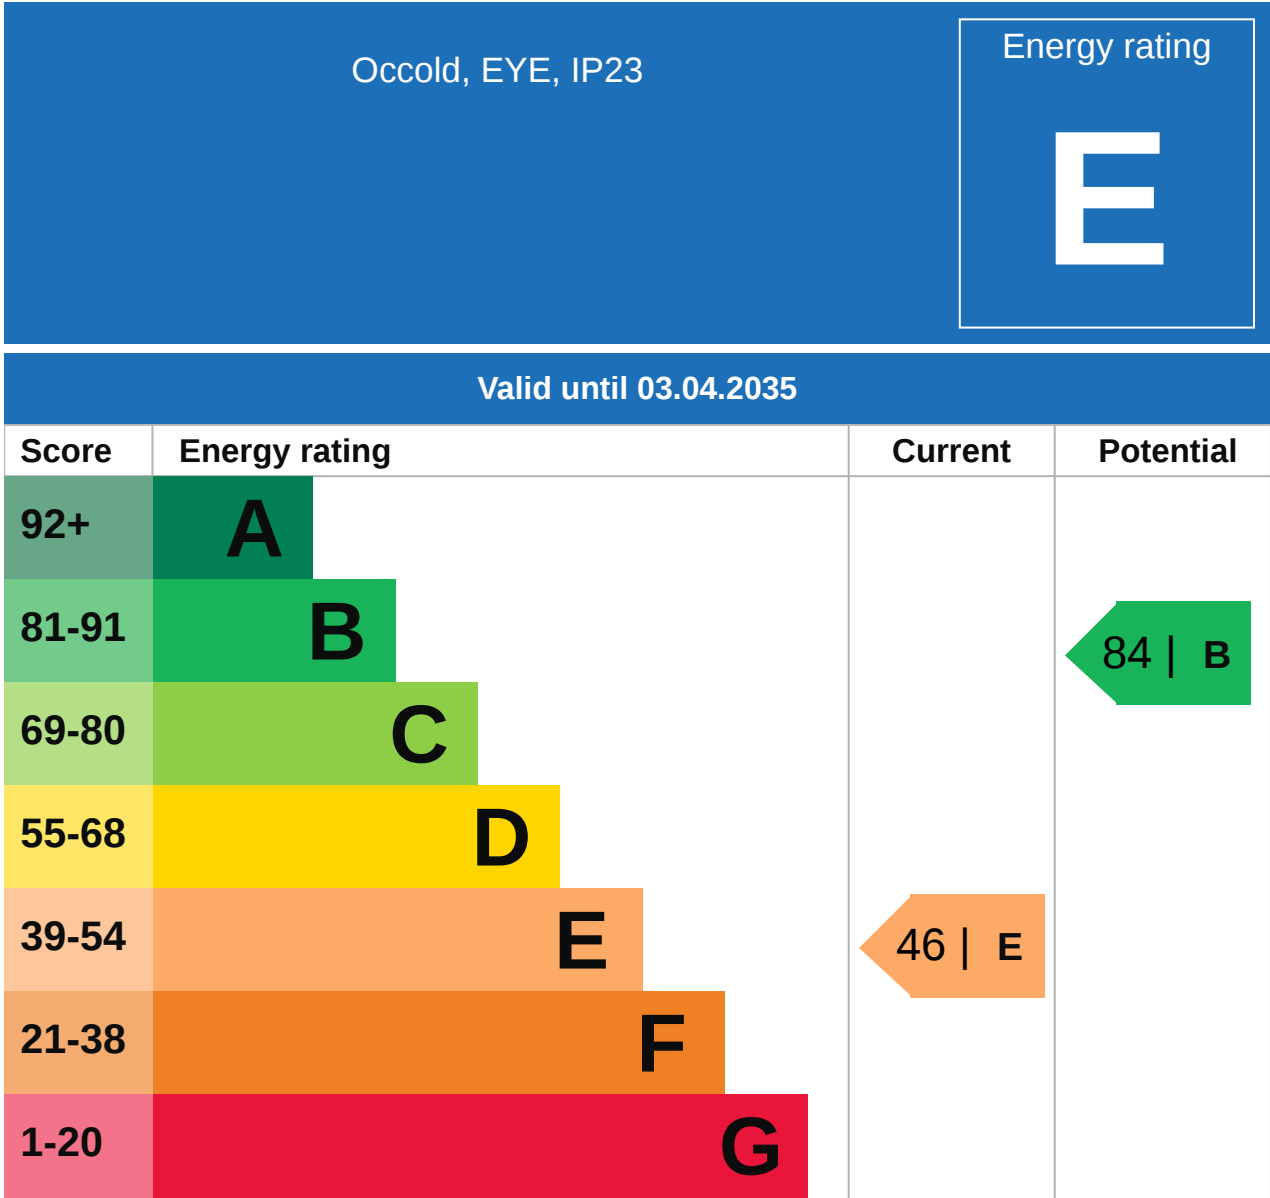 Occold, EYE, IP23
Energy rating
E
Valid until 03.04.2035
Score Energy rating Current Potential
92+ A
81-91 B
84 | B
69-80 C
55-68 D
39-54 E
46 | E
21-38 F
1-20 G